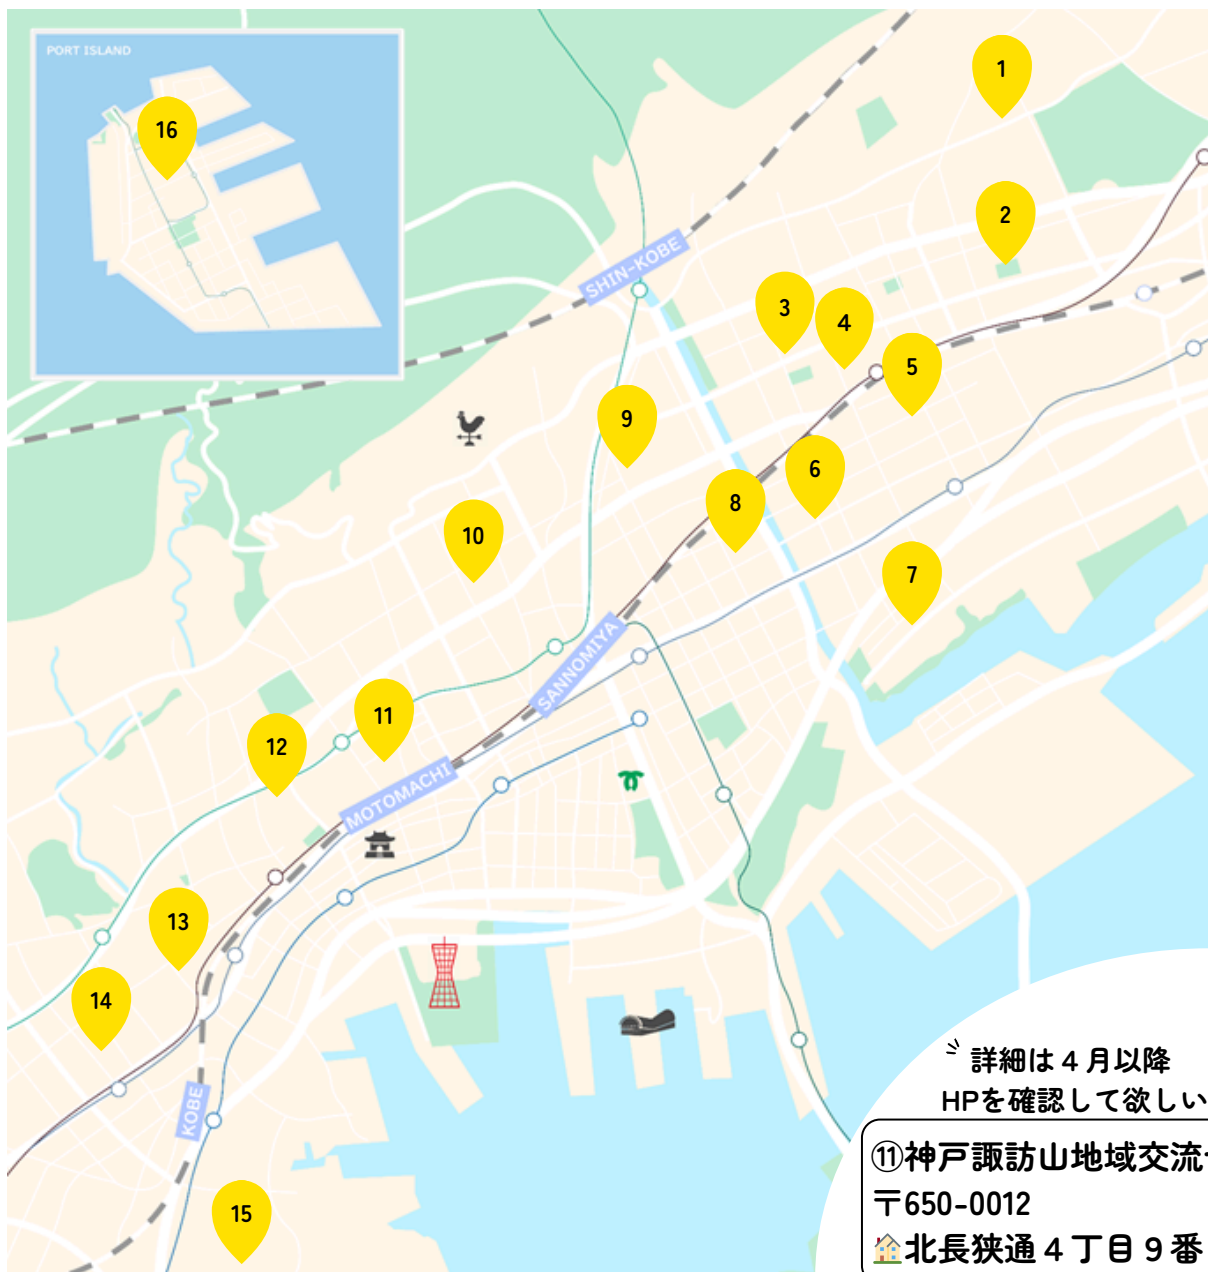 PORT ISLAND
16
1
2
SHIN-KOBE
3
4
5
9
6
8
10
7
SANNOMIYA
11
12
MOTOMACHI
13
14
KOBE
15
詳細は４月以降
HPを確認して欲しい
⑪神戸諏訪山地域交流
〒650-0012
北長狭通４丁目９番